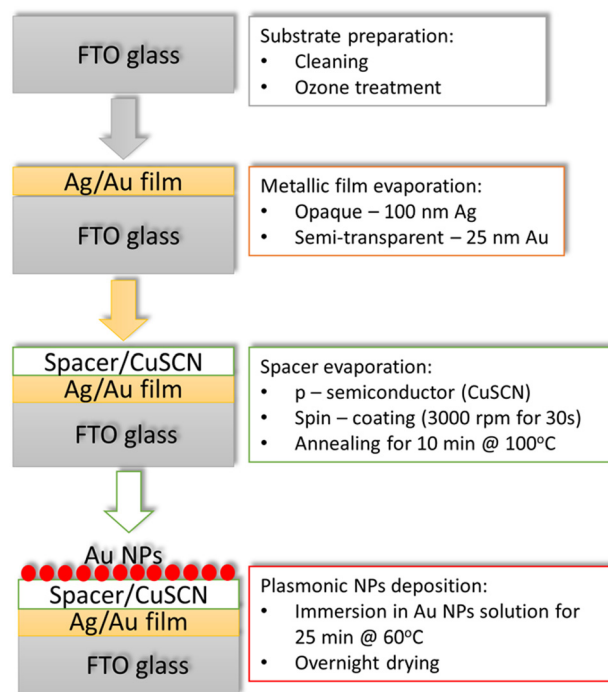 FTO glass
Substrate preparation:
• Cleaning
• Ozone treatment
Ag/Au film
FTO glass
Metallic film evaporation:
• Opaque – 100 nm Ag
• Semi-transparent – 25 nm Au
Spacer/CuSCN
Ag/Au film
FTO glass
Spacer evaporation:
• p – semiconductor (CuSCN)
• Spin – coating (3000 rpm for 30s)
• Annealing for 10 min @ 100°C
Au NPs
Spacer/CuSCN
Ag/Au film
FTO glass
Plasmonic NPs deposition:
• Immersion in Au NPs solution for
25 min @ 60°C
• Overnight drying